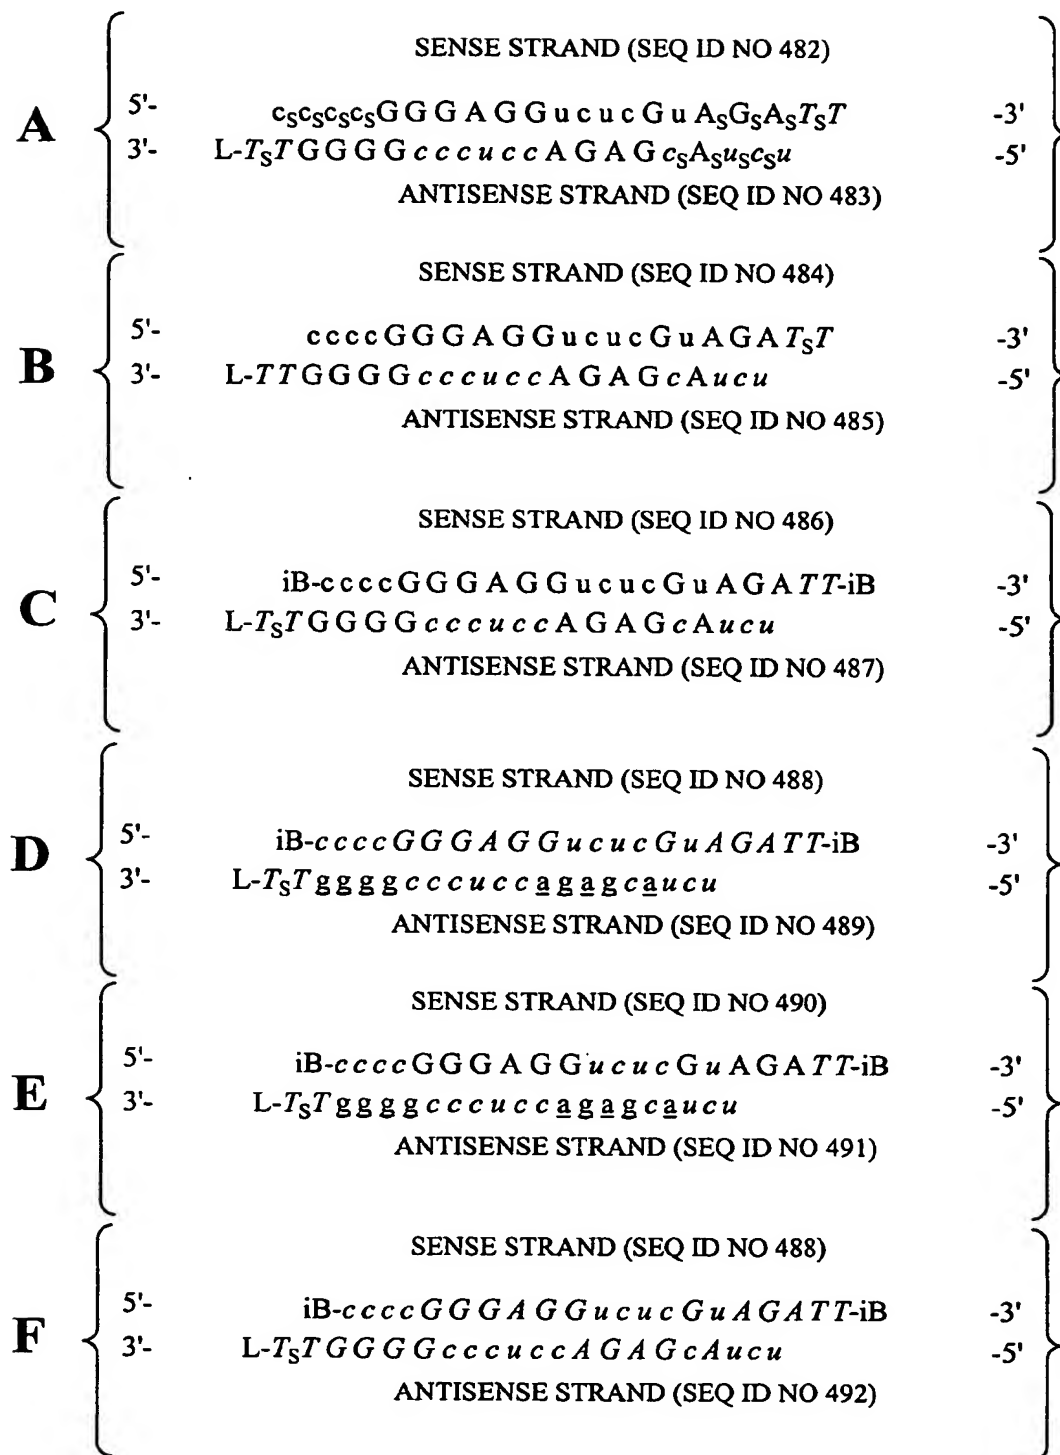 SENSE STRAND (SEQ ID NO 482)
A
5'- cscscscsGGGAGGucucGuAsGsAsTsT -3'
3'- L-TsTGGGGcccuccAGAGcsAsuscsu -5'
ANTISENSE STRAND (SEQ ID NO 483)
SENSE STRAND (SEQ ID NO 484)
B
5'- ccccGGGAGGucucGuAGATsT -3'
3'- L-TTGGGGcccuccAGAGcAucu -5'
ANTISENSE STRAND (SEQ ID NO 485)
SENSE STRAND (SEQ ID NO 486)
C
5'- iB-ccccGGGAGGucucGuAGATT-iB -3'
3'- L-TsTGGGGcccuccAGAGcAucu -5'
ANTISENSE STRAND (SEQ ID NO 487)
SENSE STRAND (SEQ ID NO 488)
D
5'- iB-ccccGGGAGGucucGuAGATT-iB -3'
3'- L-TsTggggcccuccagagcaucu -5'
ANTISENSE STRAND (SEQ ID NO 489)
SENSE STRAND (SEQ ID NO 490)
E
5'- iB-ccccGGGAGGucucGuAGATT-iB -3'
3'- L-TsTggggcccuccagagcaucu -5'
ANTISENSE STRAND (SEQ ID NO 491)
SENSE STRAND (SEQ ID NO 488)
F
5'- iB-ccccGGGAGGucucGuAGATT-iB -3'
3'- L-TsTGGGGcccuccAGAGcAucu -5'
ANTISENSE STRAND (SEQ ID NO 492)